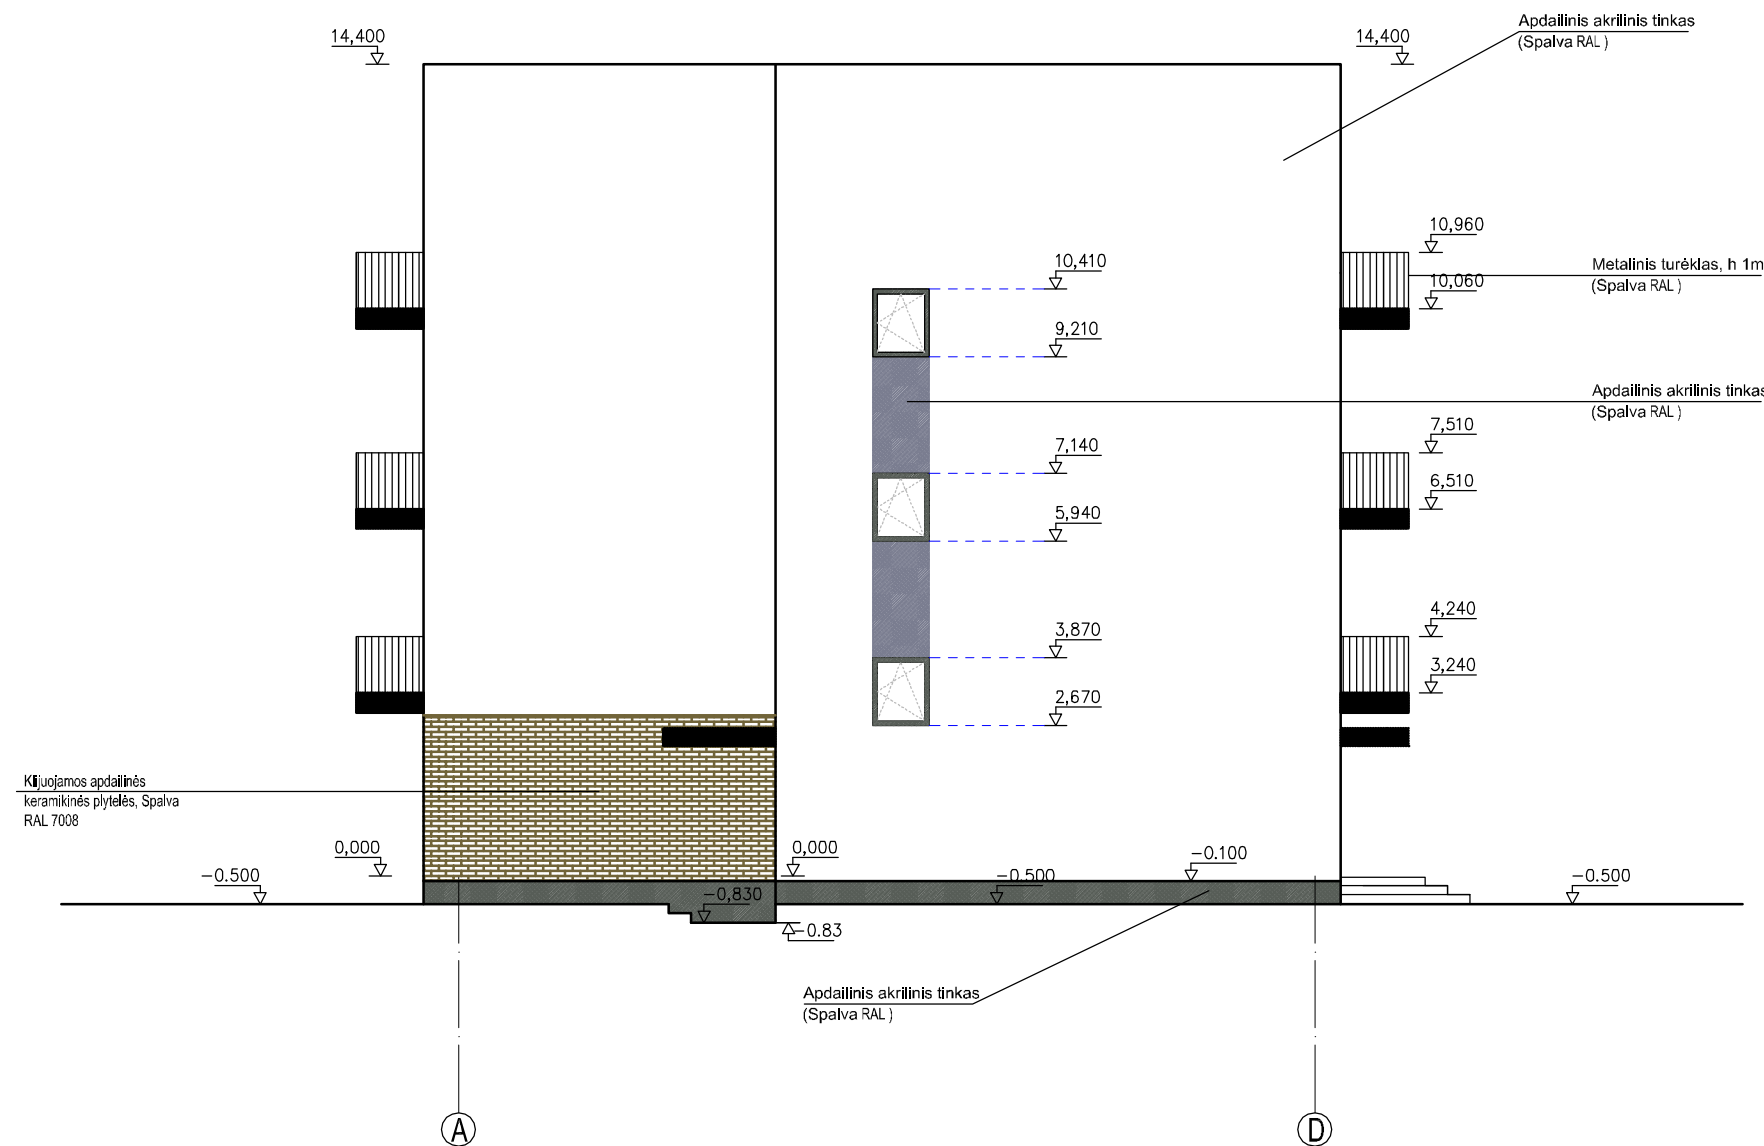 Apdailinis akrilinis tinkas
(Spalva RAL )
14,400
14,400
10,960
Metalinis turėklas, h 1m
(Spalva RAL )
10,060
10,410
9,210
Apdailinis akrilinis tinkas
(Spalva RAL )
7,510
7,140
6,510
5,940
4,240
3,870
3,240
2,670
Klijuojamos apdailinės
keramikinės plytelės, Spalva
RAL 7008
0,000
0,000
-0.100
-0.500
-0.500
-0.500
-0,830
-0.83
Apdailinis akrilinis tinkas
(Spalva RAL )
A
D